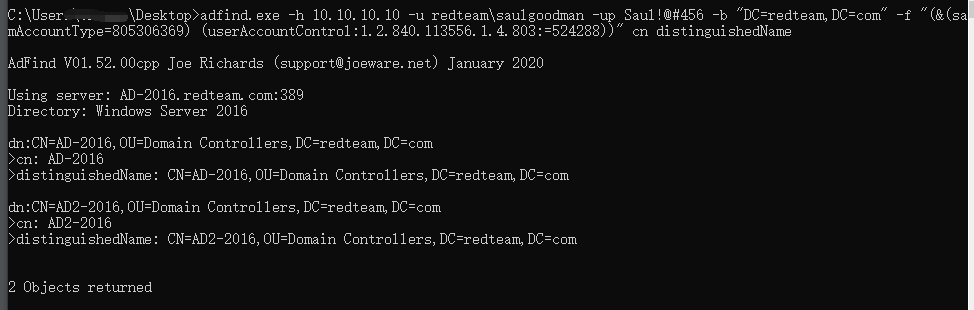 C:\User \Desktop>adfind.exe -h 10.10.10.10 -u redteam\saulgoodman -up Saul!@#456 -b "DC=redteam,DC=com" -f "(&(sa
mAccountType=805306369) (userAccountControl:1.2.840.113556.1.4.803:=524288))" cn distinguishedName
AdFind V01.52.00cpp Joe Richards (support@joeware.net) January 2020
Using server: AD-2016.redteam.com:389
Directory: Windows Server 2016
dn:CN=AD-2016,OU=Domain Controllers,DC=redteam,DC=com
>cn: AD-2016
>distinguishedName: CN=AD-2016,OU=Domain Controllers,DC=redteam,DC=com
dn:CN=AD2-2016,OU=Domain Controllers,DC=redteam,DC=com
>cn: AD2-2016
>distinguishedName: CN=AD2-2016,OU=Domain Controllers,DC=redteam,DC=com
2 Objects returned